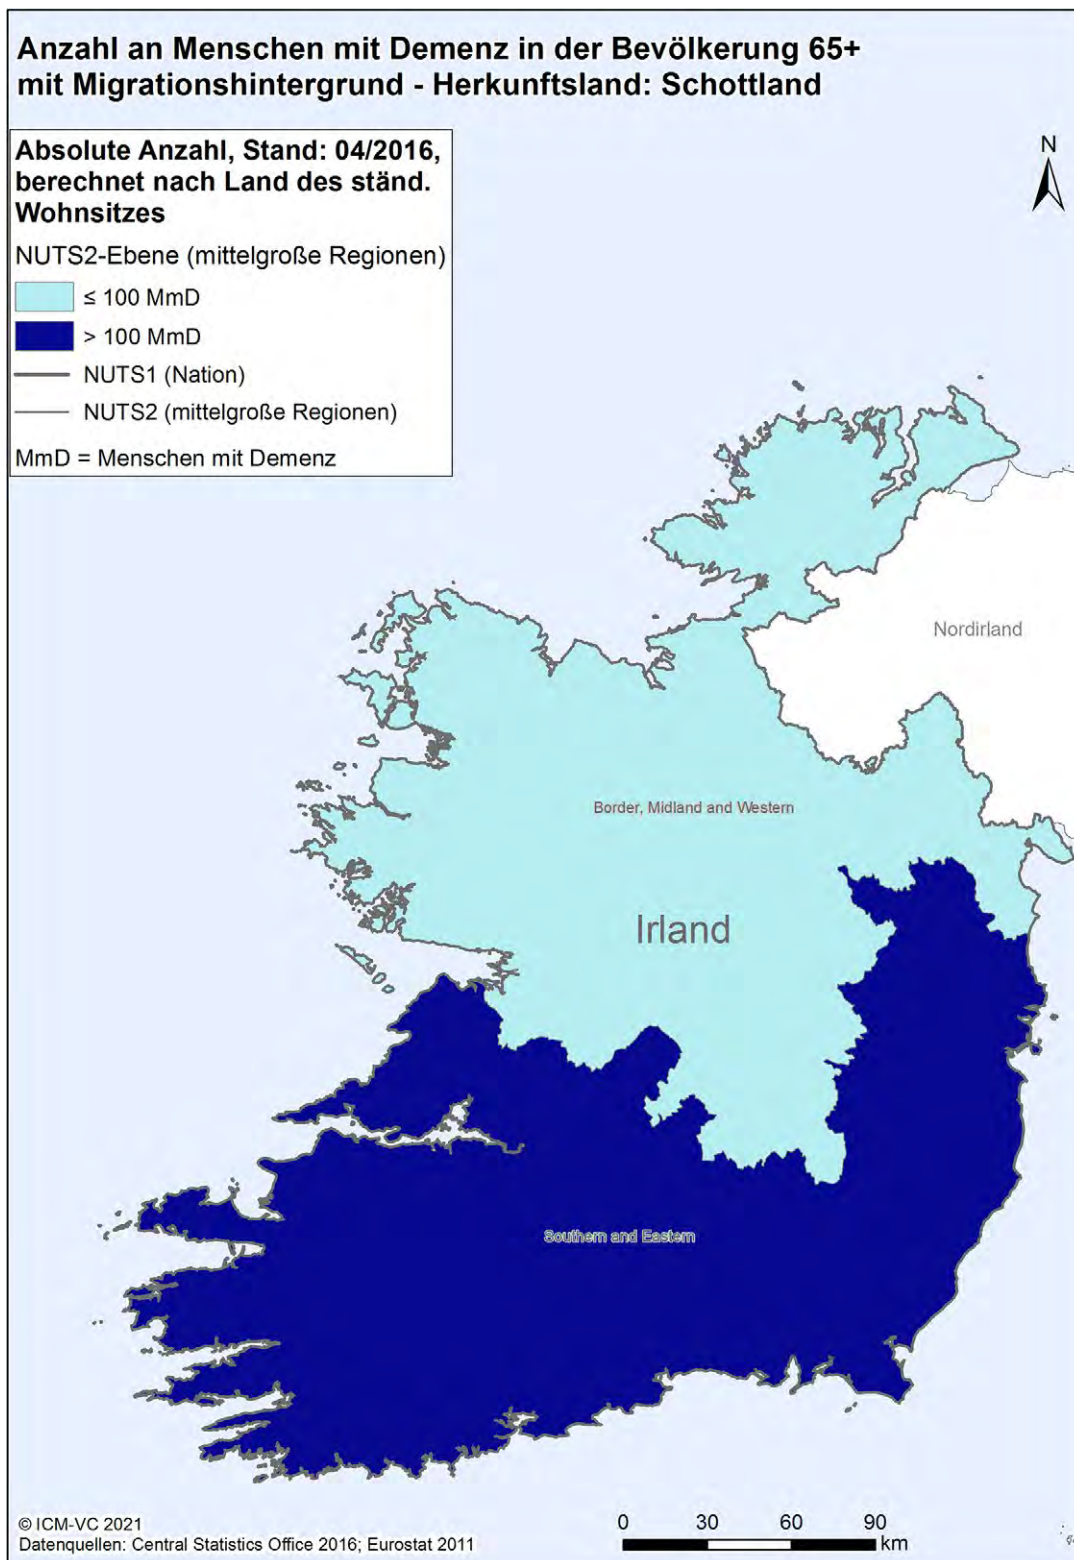 Anzahl an Menschen mit Demenz in der Bevölkerung 65+
mit Migrationshintergrund - Herkunftsland: Schottland
Absolute Anzahl, Stand: 04/2016,
berechnet nach Land des ständ.
Wohnsitzes
NUTS2-Ebene (mittelgroße Regionen)
≤ 100 MmD
> 100 MmD
NUTS1 (Nation)
NUTS2 (mittelgroße Regionen)
MmD = Menschen mit Demenz
N
Nordirland
Border, Midland and Western
Irland
Southern and Eastern
© ICM-VC 2021
Datenquellen: Central Statistics Office 2016; Eurostat 2011
0 30 60 90
km